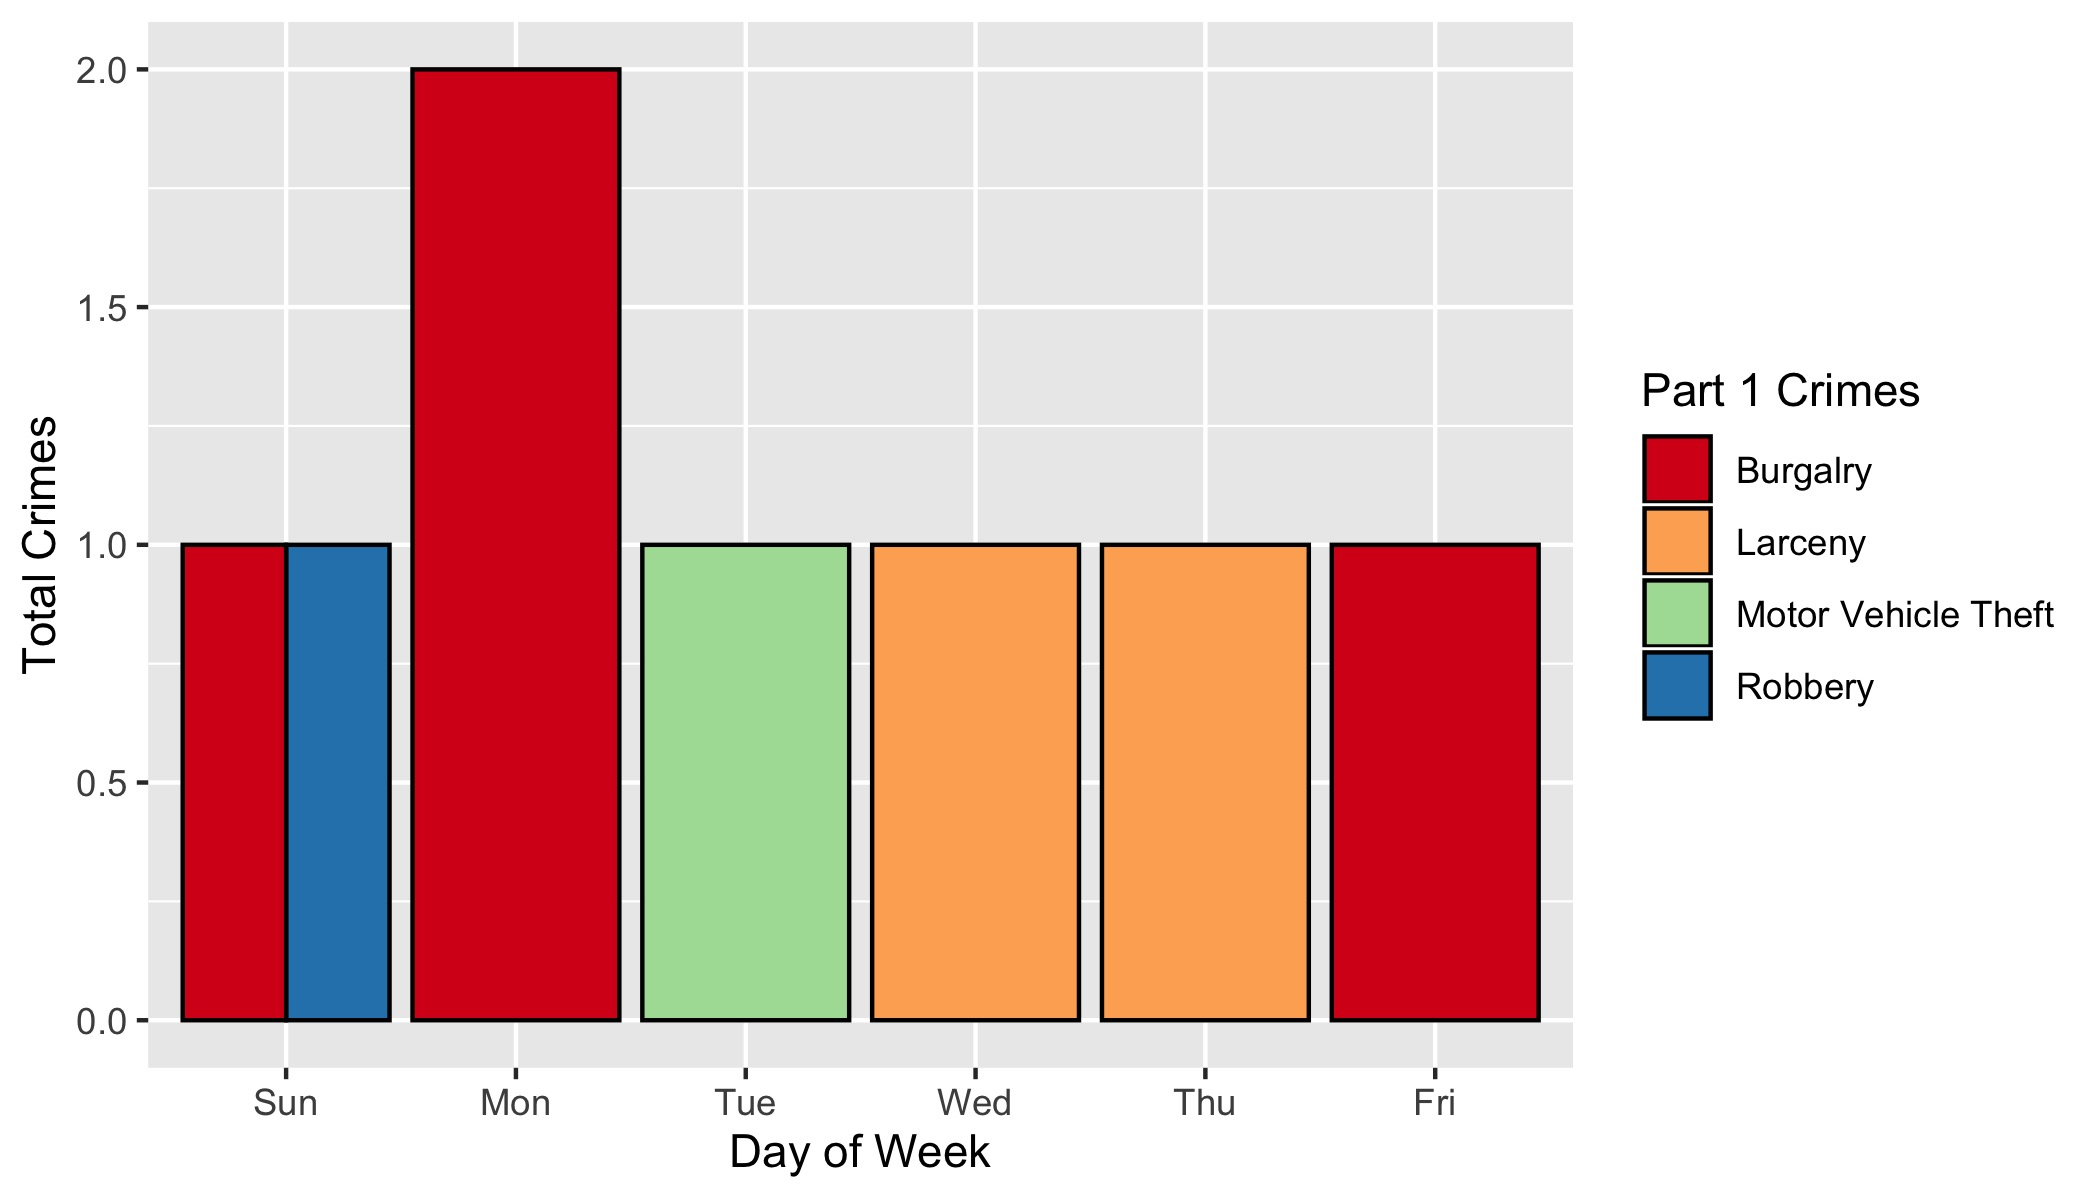 2.0
1.5
1.0
0.5
0.0
Total Crimes
Sun Mon Tue Wed Thu Fri
Day of Week
Part 1 Crimes
Burgalry
Larceny
Motor Vehicle Theft
Robbery